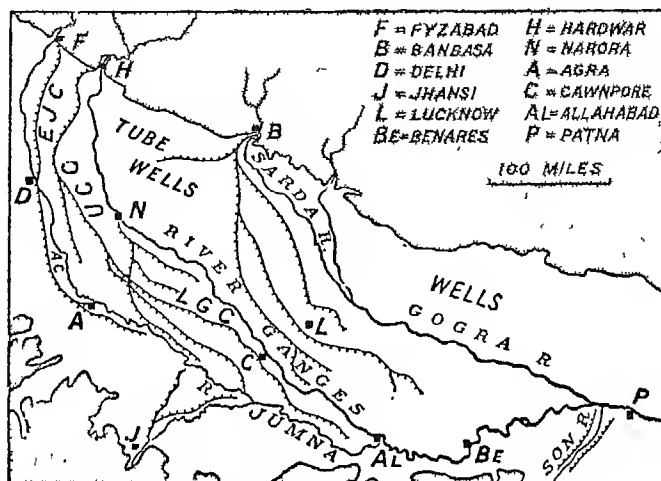 F = FYZABAD H = HARDWAR
B = BANBASA N = NARORA
D = DELHI A = AGRA
J = JHANSI C = CAWNPORE
L = LUCKNOW AL = ALLAHABAD
BE = BENARES P = PATNA
100 MILES
F
H
EJC
TUBE
WELLS
B
SARDA R.
D
UGC
N
RIVER GANGES
WELLS
GOGRA R
AC
A
LGC
L
C
P
J
JUMNA R
AL
BE
SON R.